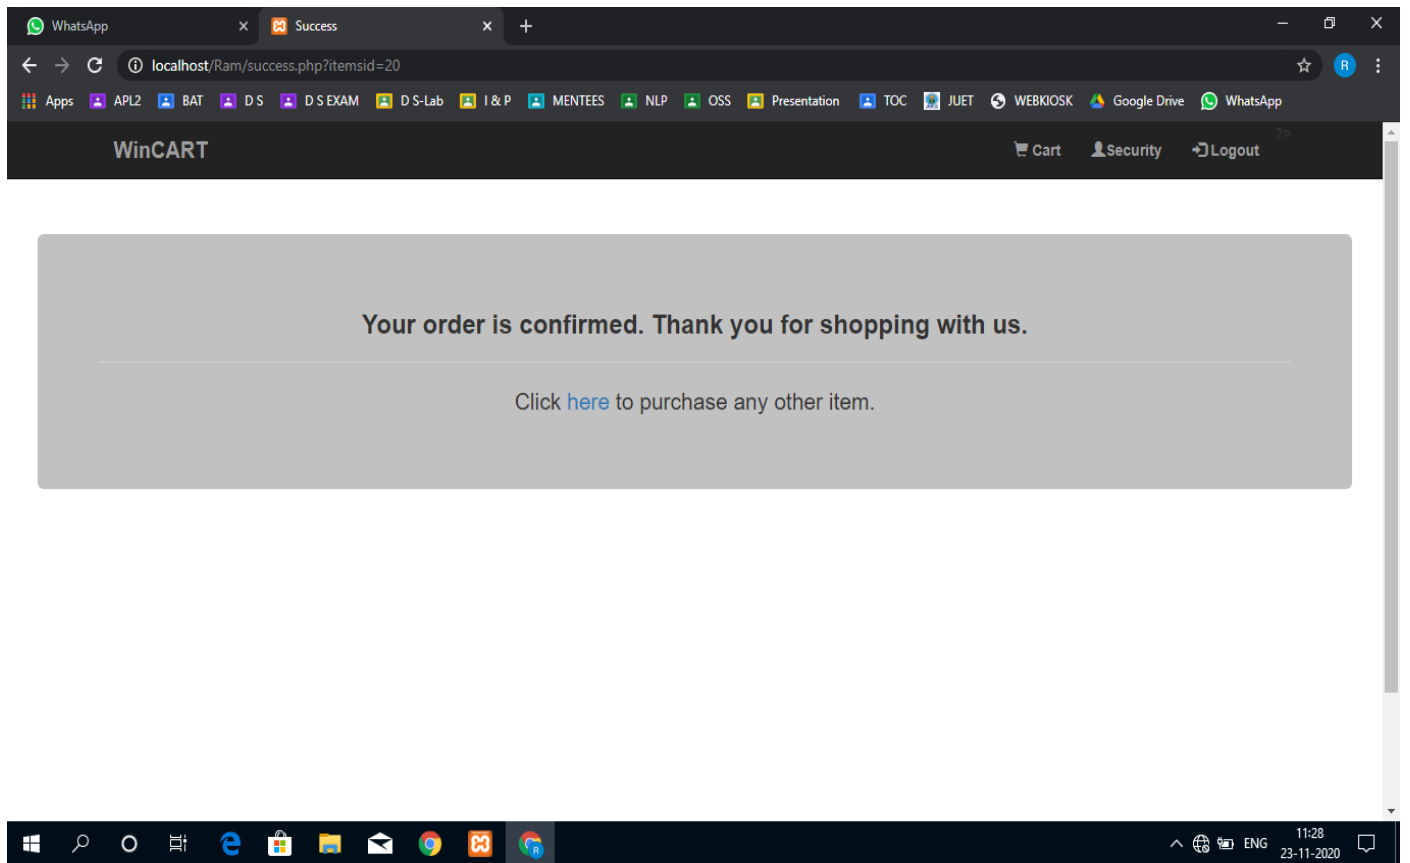 WhatsApp Success
localhost/Ram/success.php?itemsid=20 R
Apps APL2 BAT D S D S EXAM D S-Lab I & P MENTEES NLP OSS Presentation TOC JUET WEBKIOSK Google Drive WhatsApp
?>
WinCART Cart Security Logout
Your order is confirmed. Thank you for shopping with us.
Click here to purchase any other item.
ENG 11:28
23-11-2020